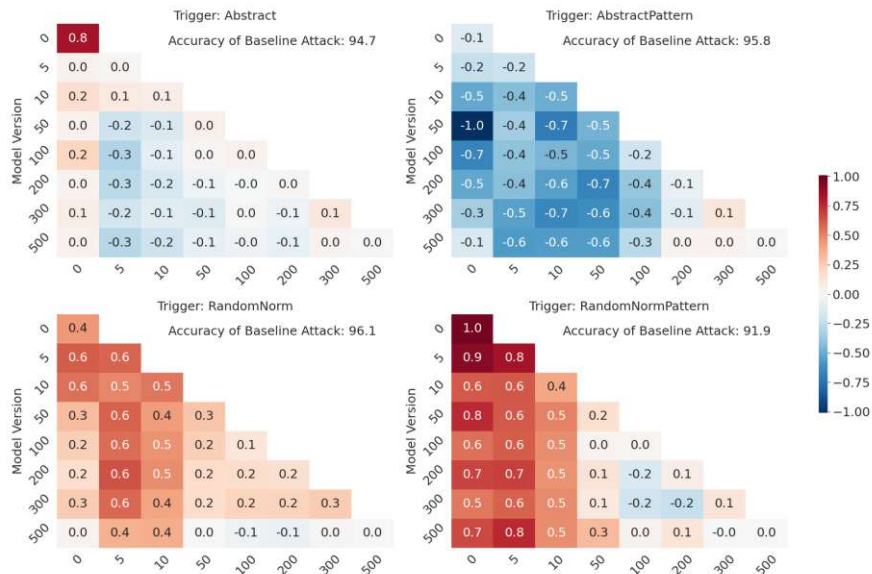 Trigger: Abstract
Accuracy of Baseline Attack: 94.7
Model Version
0 0.8
5 0.0 0.0
10 0.2 0.1 0.1
50 0.0 -0.2 -0.1 0.0
100 0.2 -0.3 -0.1 0.0 0.0
200 0.0 -0.3 -0.2 -0.1 -0.0 0.0
300 0.1 -0.2 -0.1 -0.1 0.0 -0.1 0.1
500 0.0 -0.3 -0.2 -0.1 -0.0 -0.1 0.0 0.0
0 5 10 50 100 200 300 500
Trigger: AbstractPattern
Accuracy of Baseline Attack: 95.8
Model Version
0 -0.1
5 -0.2 -0.2
10 -0.5 -0.4 -0.5
50 -1.0 -0.4 -0.7 -0.5
100 -0.7 -0.4 -0.5 -0.5 -0.2
200 -0.5 -0.4 -0.6 -0.7 -0.4 -0.1
300 -0.3 -0.5 -0.7 -0.6 -0.4 -0.1 0.1
500 -0.1 -0.6 -0.6 -0.6 -0.3 0.0 0.0 0.0
0 5 10 50 100 200 300 500
Trigger: RandomNorm
Accuracy of Baseline Attack: 96.1
Model Version
0 0.4
5 0.6 0.6
10 0.6 0.5 0.5
50 0.3 0.6 0.4 0.3
100 0.2 0.6 0.5 0.2 0.1
200 0.2 0.6 0.5 0.2 0.2 0.2
300 0.3 0.6 0.4 0.2 0.2 0.2 0.3
500 0.0 0.4 0.4 0.0 -0.1 -0.1 0.0 0.0
0 5 10 50 100 200 300 500
Trigger: RandomNormPattern
Accuracy of Baseline Attack: 91.9
Model Version
0 1.0
5 0.9 0.8
10 0.6 0.6 0.4
50 0.8 0.6 0.5 0.2
100 0.6 0.6 0.5 0.0 0.0
200 0.7 0.7 0.5 0.1 -0.2 0.1
300 0.5 0.6 0.5 0.1 -0.2 -0.2 0.1
500 0.7 0.8 0.5 0.3 0.0 0.1 -0.0 0.0
0 5 10 50 100 200 300 500
1.00
0.75
0.50
0.25
0.00
−0.25
−0.50
−0.75
−1.00